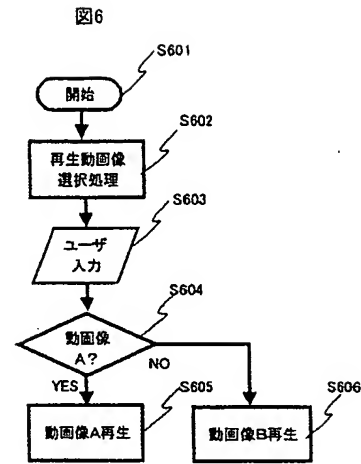 図6
S601
開始
S602
再生動画像
選択処理
S603
ユーザ
入力
S604
動画像
A?
NO
YES
S605
S606
動画像A再生
動画像B再生